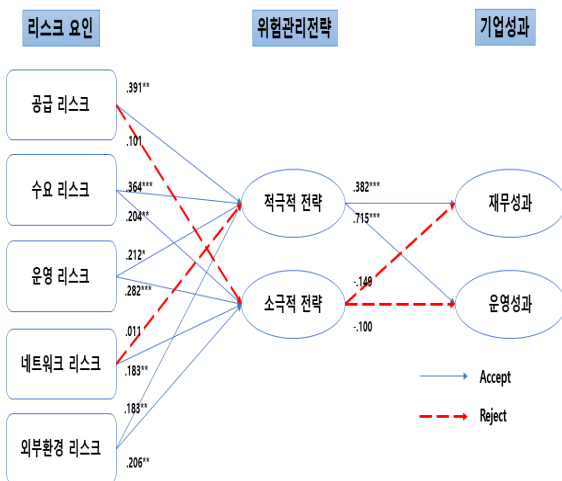 리스크 요인
위험관리전략
기업성과
공급 리스크
수요 리스크
운영 리스크
네트워크 리스크
외부환경 리스크
.391**
.101
.364***
.204**
.212*
.282***
.011
.183**
.183**
.206**
적극적 전략
소극적 전략
.382***
.715***
-.149
-.100
재무성과
운영성과
Accept
Reject